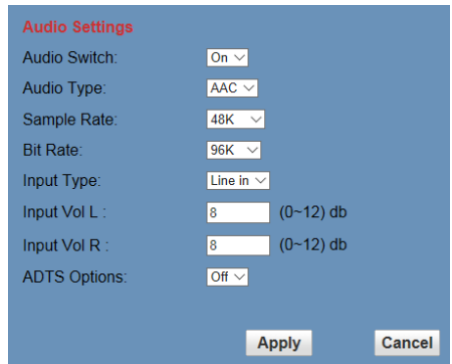 Audio Settings
Audio Switch: On
Audio Type: AAC
Sample Rate: 48K
Bit Rate: 96K
Input Type: Line in
Input Vol L : 8 (0~12) db
Input Vol R : 8 (0~12) db
ADTS Options: Off
Apply Cancel